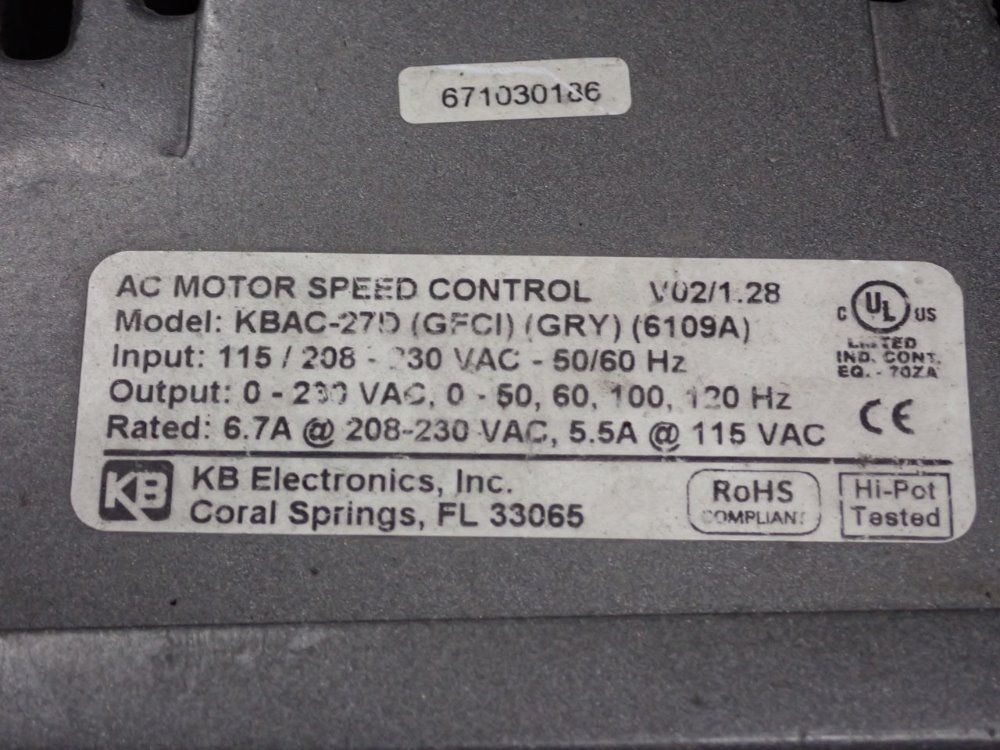 671030186
AC MOTOR SPEED CONTROL V02/1.28
Model: KBAC-27D (GFCI) (GRY) (6109A)
Input: 115 / 208 - 230 VAC - 50/60 Hz
Output: 0 - 230 VAC, 0 - 50, 60, 100, 120 Hz
Rated: 6.7A @ 208-230 VAC, 5.5A @ 115 VAC
C UL US
LISTED
IND. CONT.
EQ. - 70ZA
CE
KB
KB Electronics, Inc.
Coral Springs, FL 33065
RoHS
COMPLIANT
Hi-Pot
Tested